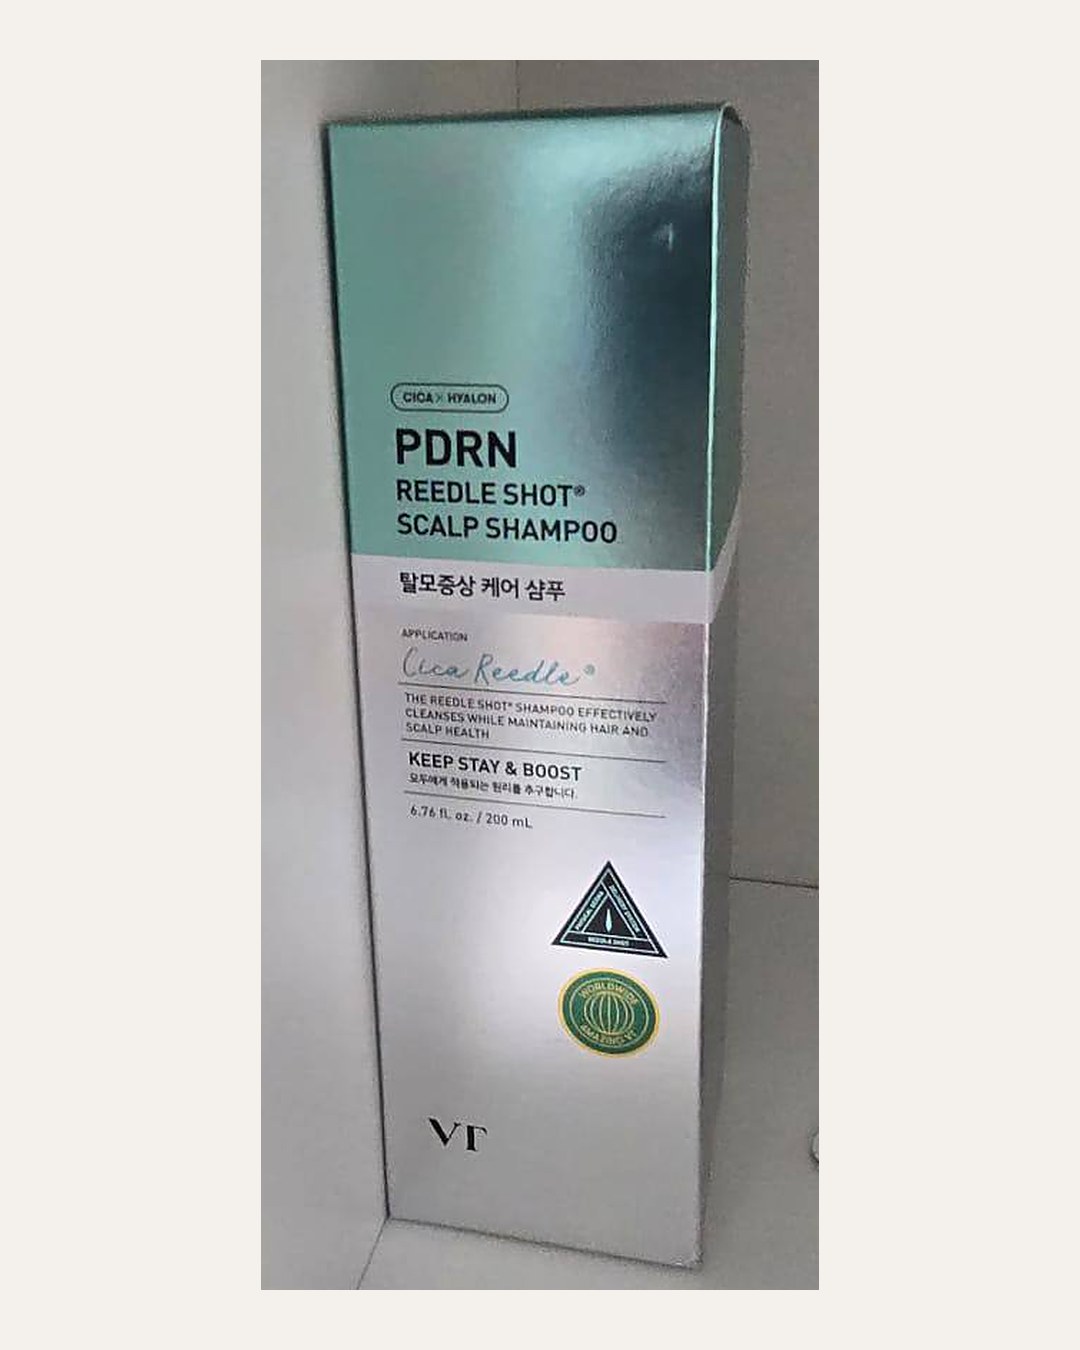 CICA × HYALON
PDRN
REEDLE SHOT®
SCALP SHAMPOO
탈모증상 케어 샴푸
APPLICATION
Cica Reedle®
THE REEDLE SHOT® SHAMPOO EFFECTIVELY
CLEANSES WHILE MAINTAINING HAIR AND
SCALP HEALTH
KEEP STAY & BOOST
모두에게 적용되는 원리를 추구합니다.
6.76 fL. oz. / 200 mL
REEDLE SHOT
WORLDWIDE
AMAZING VT
VT